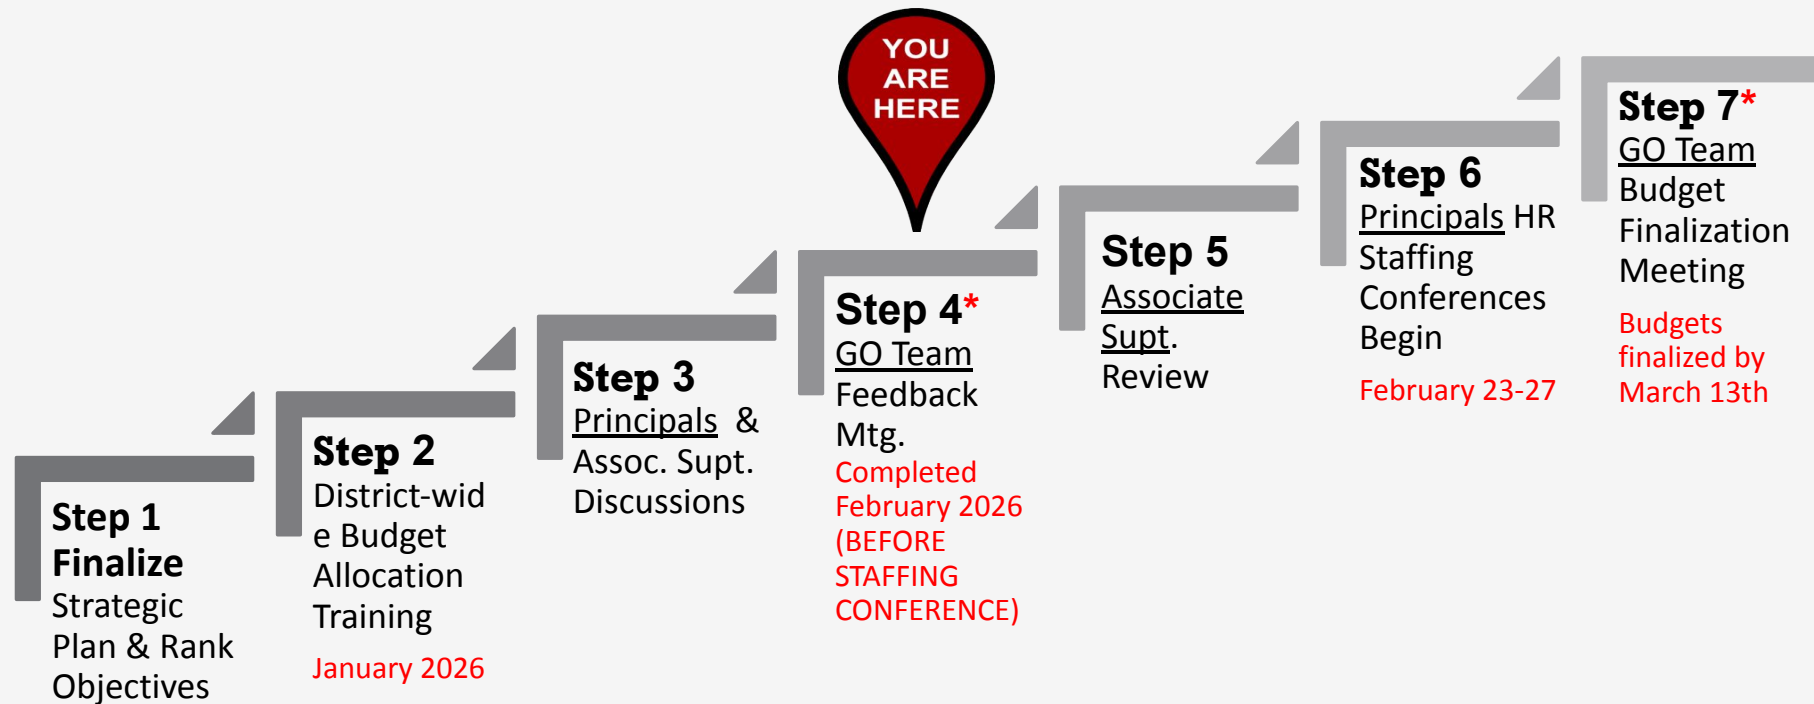 YOU
ARE
HERE
Step 1
Finalize
Strategic
Plan & Rank
Objectives
Step 2
District-wid
e Budget
Allocation
Training
January 2026
Step 3
Principals & 
Assoc. Supt.
Discussions
Step 4*
GO Team
Feedback
Mtg.
Completed
February 2026
(BEFORE
STAFFING
CONFERENCE)
Step 5
Associate
Supt.
Review
Step 6
Principals HR
Staffing
Conferences
Begin
February 23-27
Step 7*
GO Team
Budget
Finalization
Meeting
Budgets
finalized by
March 13th